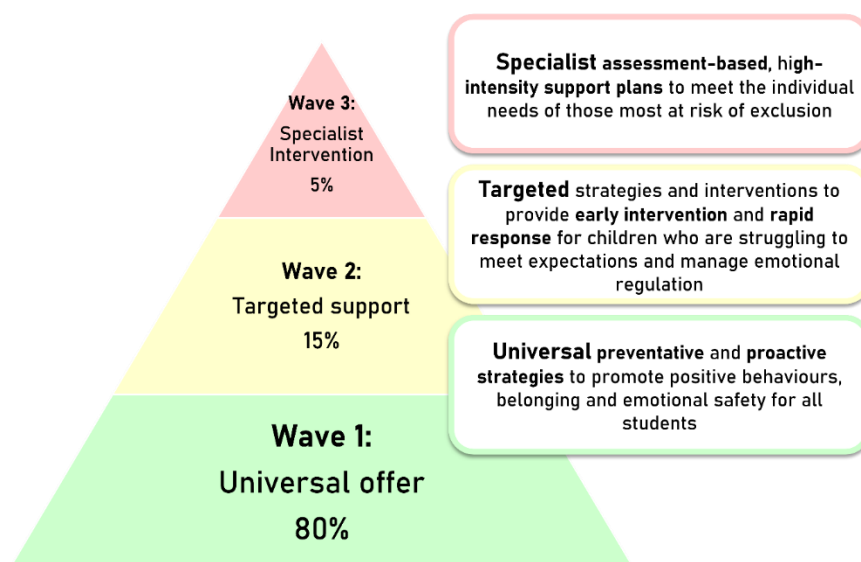 Wave 3:
Specialist
Intervention
5%
Specialist assessment-based, high-
intensity support plans to meet the individual
needs of those most at risk of exclusion
Wave 2:
Targeted support
15%
Targeted strategies and interventions to
provide early intervention and rapid
response for children who are struggling to
meet expectations and manage emotional
regulation
Wave 1:
Universal offer
80%
Universal preventative and proactive
strategies to promote positive behaviours,
belonging and emotional safety for all
students